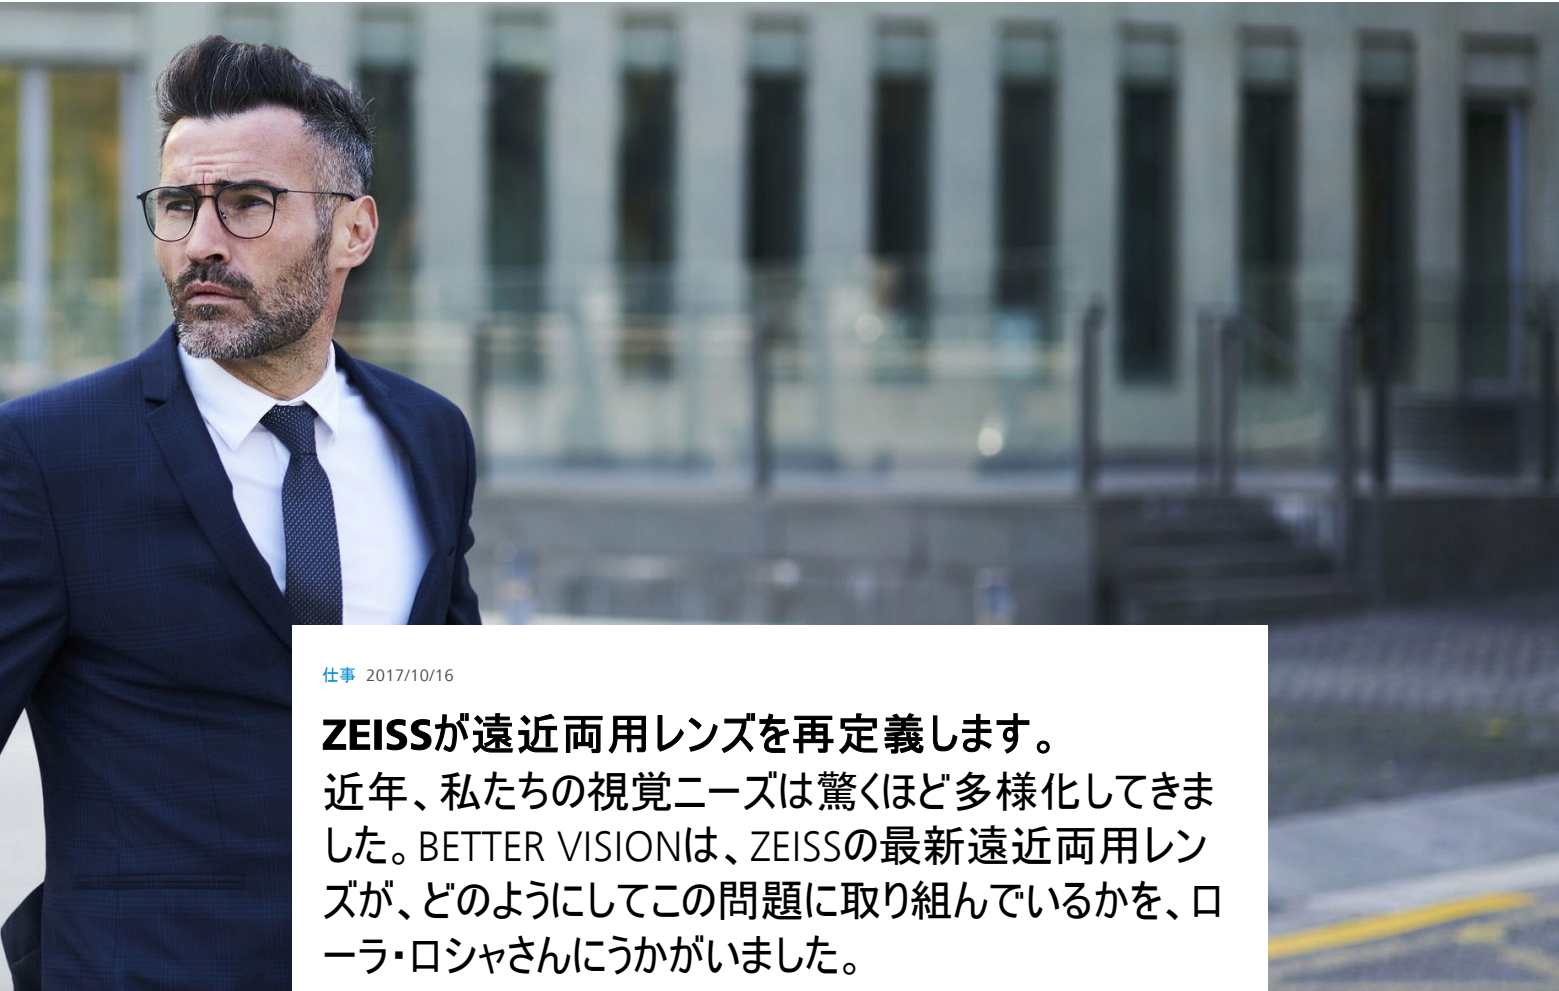 仕事 2017/10/16
ZEISSが遠近両用レンズを再定義します。
近年、私たちの視覚ニーズは驚くほど多様化してきま
した。BETTER VISIONは、ZEISSの最新遠近両用レン
ズが、どのようにしてこの問題に取り組んでいるかを、ロ
ーラ・ロシャさんにうかがいました。